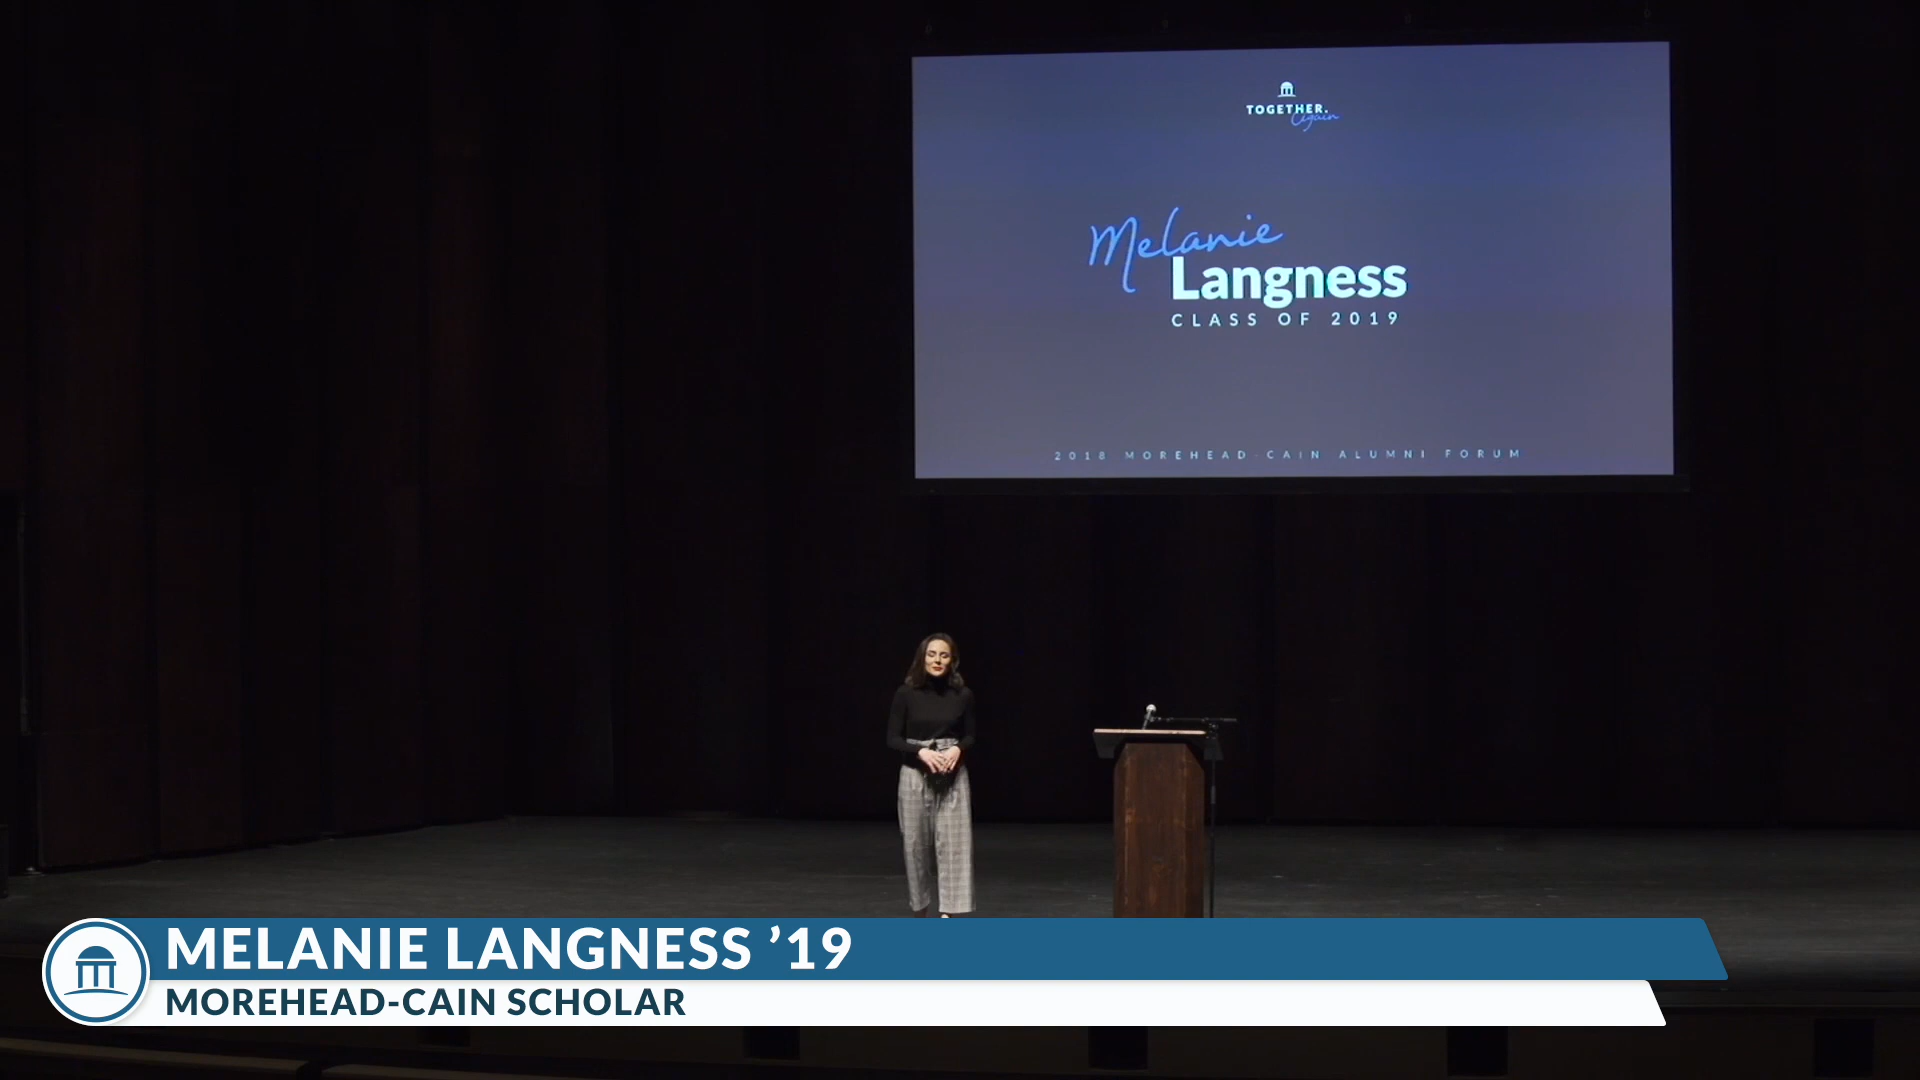 TOGETHER.
Again
Melanie
Langness
CLASS OF 2019
2018 MOREHEAD-CAIN ALUMNI FORUM
MELANIE LANGNESS ’19
MOREHEAD-CAIN SCHOLAR